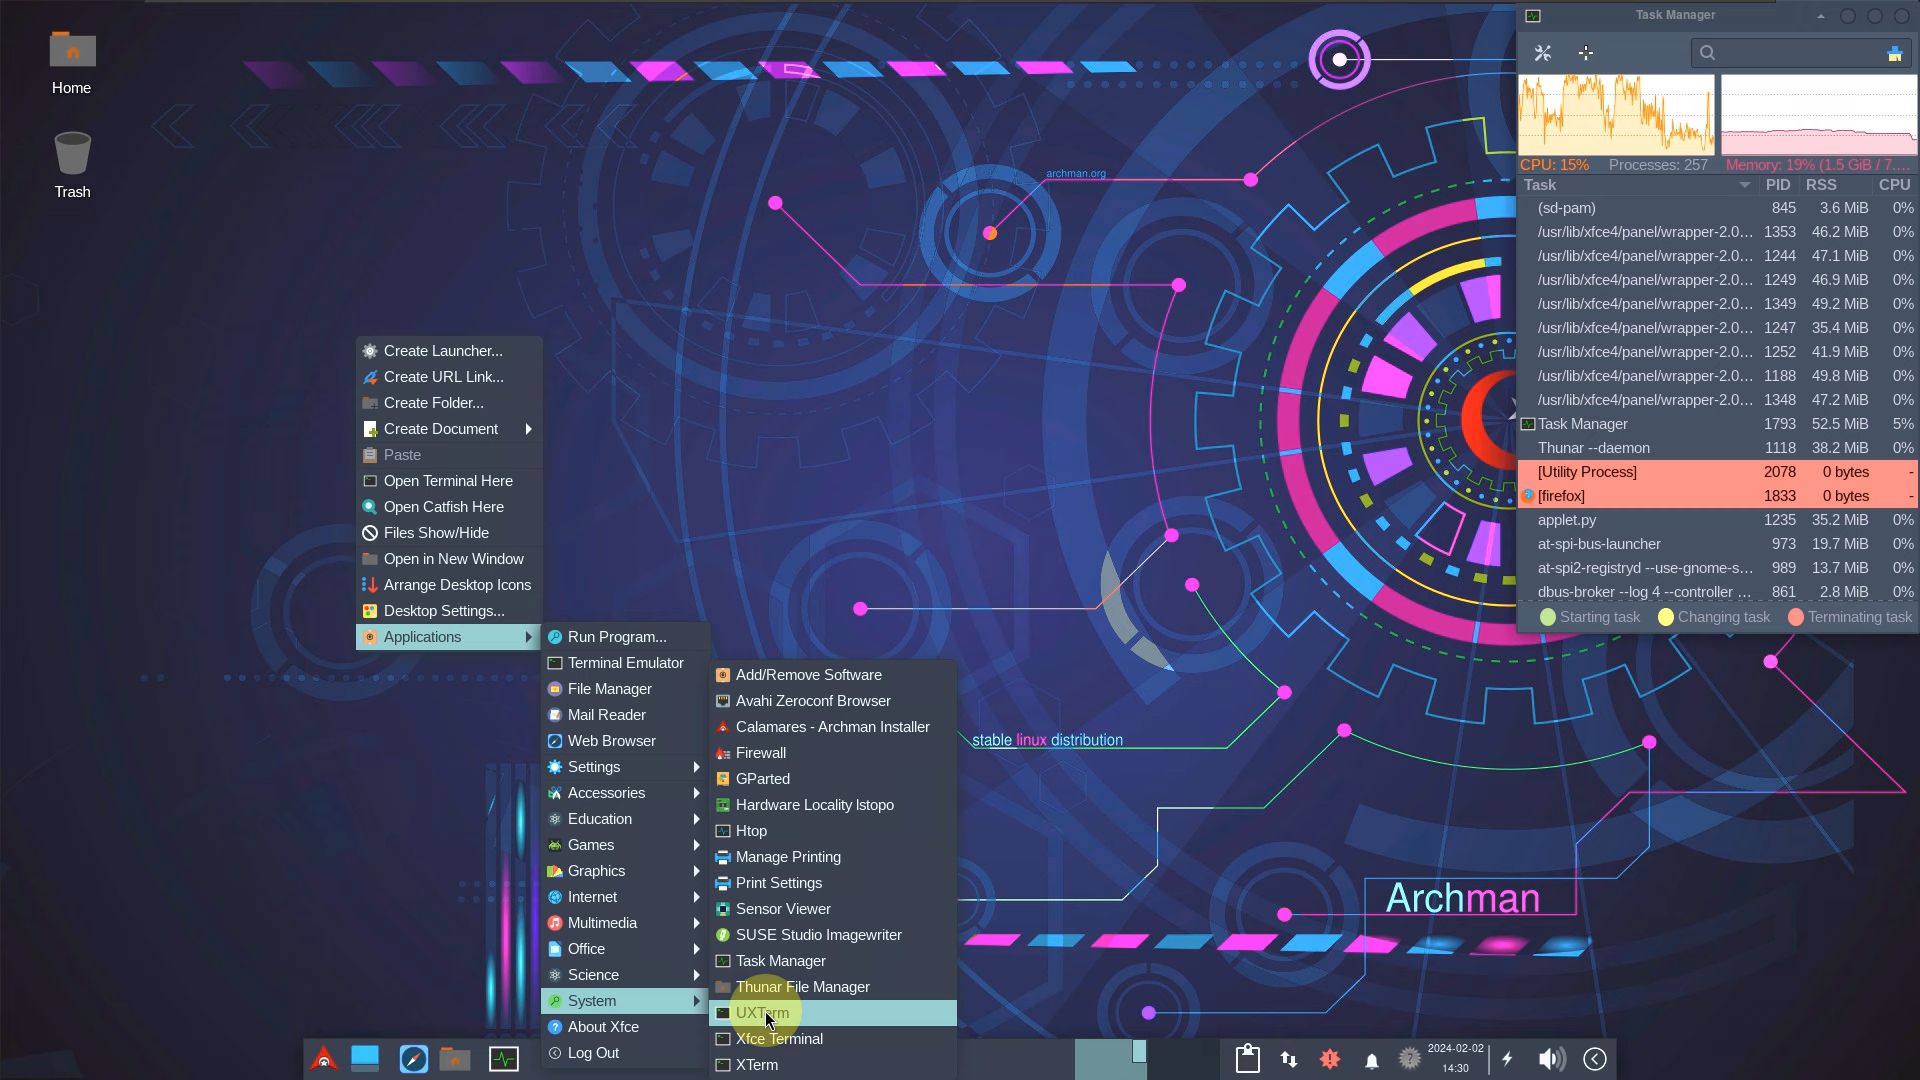 Home
Trash
archman.org
Create Launcher...
Create URL Link...
Create Folder...
Create Document
Paste
Open Terminal Here
Open Catfish Here
Files Show/Hide
Open in New Window
Arrange Desktop Icons
Desktop Settings...
Applications
Run Program...
Terminal Emulator
File Manager
Mail Reader
Web Browser
Settings
Accessories
Education
Games
Graphics
Internet
Multimedia
Office
Science
System
About Xfce
Log Out
Add/Remove Software
Avahi Zeroconf Browser
Calamares - Archman Installer
Firewall
GParted
Hardware Locality lstopo
Htop
Manage Printing
Print Settings
Sensor Viewer
SUSE Studio Imagewriter
Task Manager
Thunar File Manager
UXTerm
Xfce Terminal
XTerm
stable linux distribution
Archman
Task Manager
CPU: 15% Processes: 257 Memory: 19% (1.5 GiB / 7....
Task PID RSS CPU
(sd-pam) 845 3.6 MiB 0%
/usr/lib/xfce4/panel/wrapper-2.0... 1353 46.2 MiB 0%
/usr/lib/xfce4/panel/wrapper-2.0... 1244 47.1 MiB 0%
/usr/lib/xfce4/panel/wrapper-2.0... 1249 46.9 MiB 0%
/usr/lib/xfce4/panel/wrapper-2.0... 1349 49.2 MiB 0%
/usr/lib/xfce4/panel/wrapper-2.0... 1247 35.4 MiB 0%
/usr/lib/xfce4/panel/wrapper-2.0... 1252 41.9 MiB 0%
/usr/lib/xfce4/panel/wrapper-2.0... 1188 49.8 MiB 0%
/usr/lib/xfce4/panel/wrapper-2.0... 1348 47.2 MiB 0%
Task Manager 1793 52.5 MiB 5%
Thunar --daemon 1118 38.2 MiB 0%
[Utility Process] 2078 0 bytes -
[firefox] 1833 0 bytes -
applet.py 1235 35.2 MiB 0%
at-spi-bus-launcher 973 19.7 MiB 0%
at-spi2-registryd --use-gnome-s... 989 13.7 MiB 0%
dbus-broker --log 4 --controller ... 861 2.8 MiB 0%
Starting task Changing task Terminating task
2024-02-02
14:30